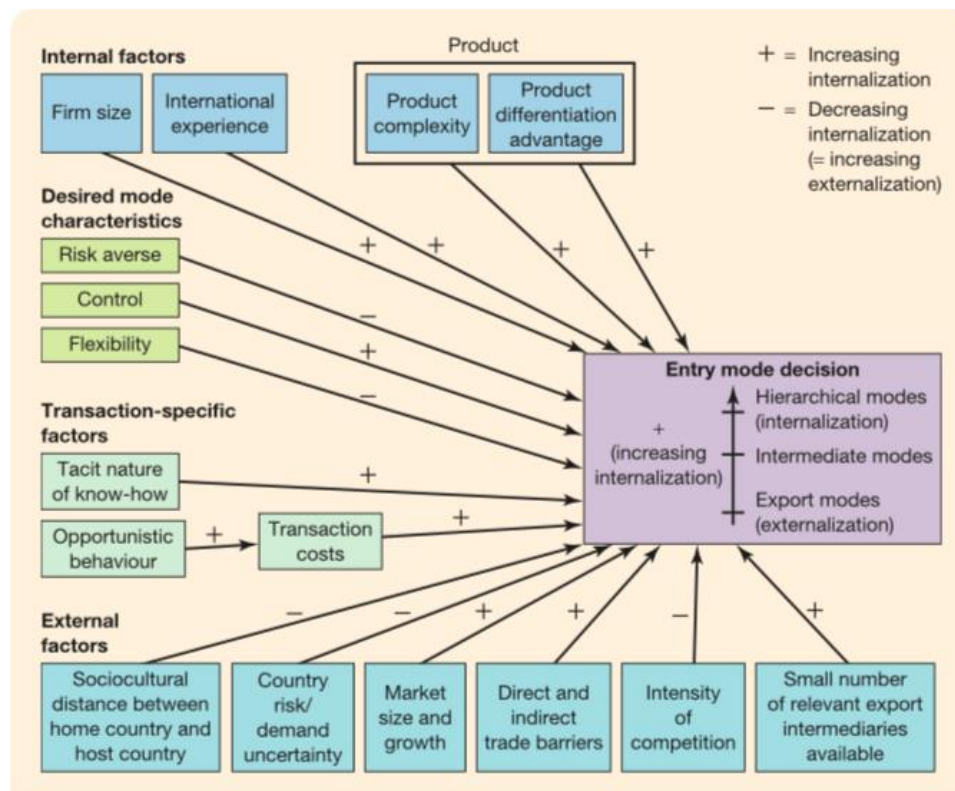 Internal factors
Firm size
International
experience
Product
Product
complexity
Product
differentiation
advantage
+ = Increasing
internalization
− = Decreasing
internalization
(= increasing
externalization)
Desired mode
characteristics
Risk averse
Control
Flexibility
+
+
+
+
−
+
−
Transaction-specific
factors
Tacit nature
of know-how
+
Opportunistic
behaviour
+
Transaction
costs
+
Entry mode decision
+
(increasing
internalization)
Hierarchical modes
(internalization)
Intermediate modes
Export modes
(externalization)
External
factors
−
−
+
+
−
+
Sociocultural
distance between
home country and
host country
Country
risk/
demand
uncertainty
Market
size and
growth
Direct and
indirect
trade barriers
Intensity
of
competition
Small number
of relevant export
intermediaries
available